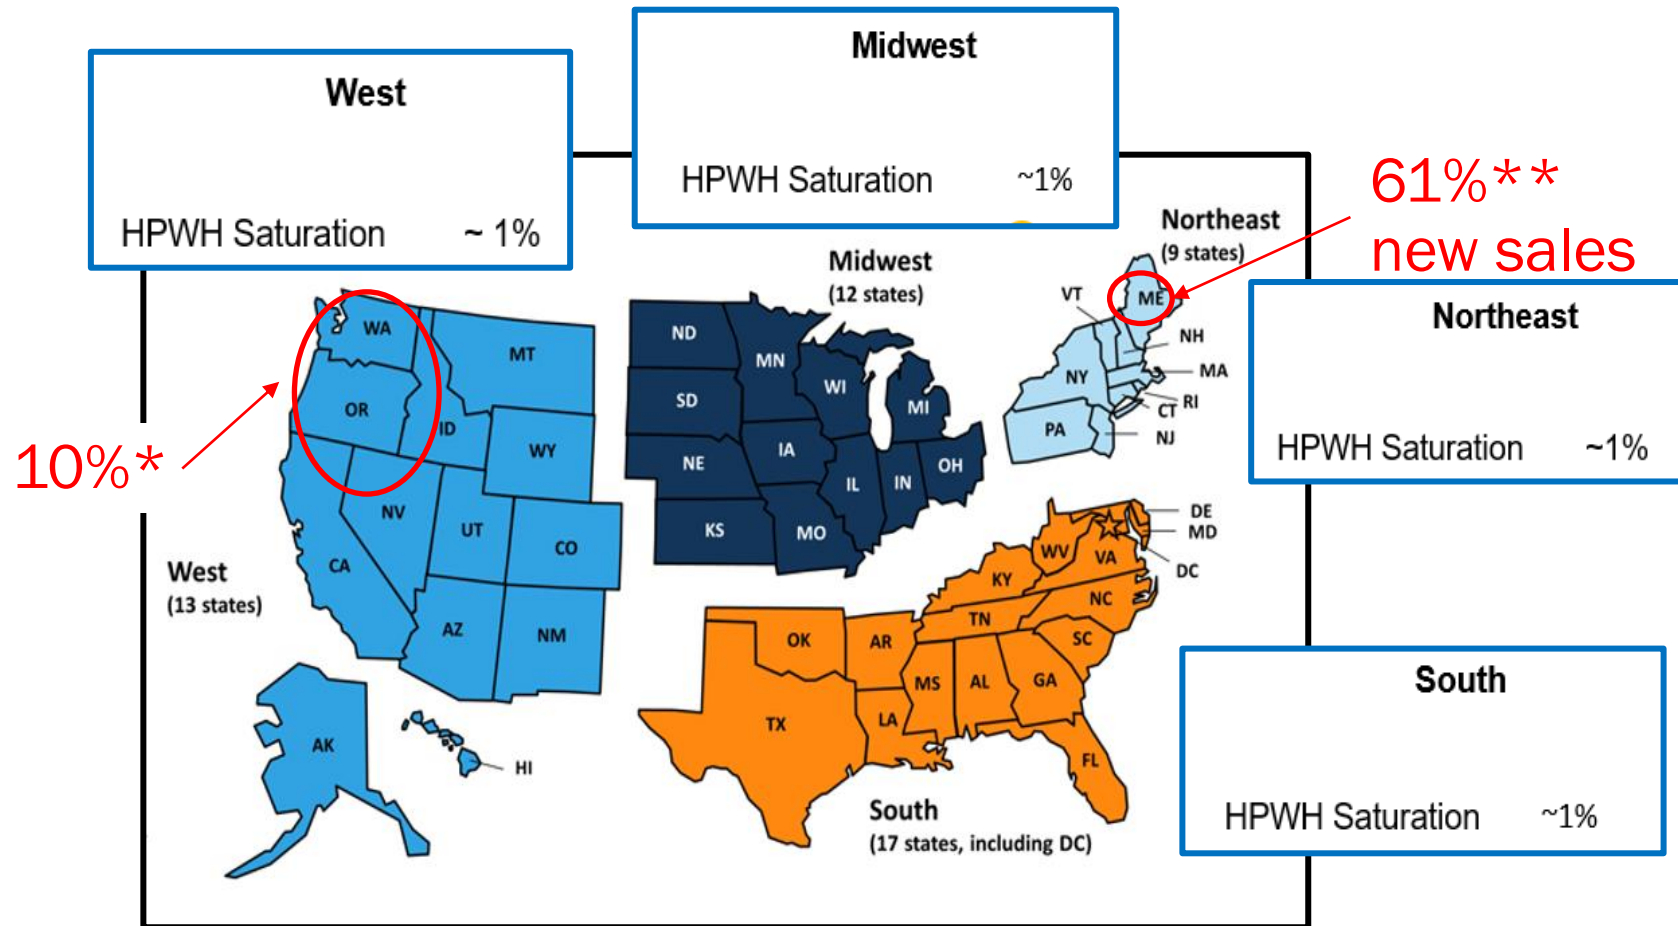 West
HPWH Saturation ~ 1%
Midwest
HPWH Saturation ~1%
61%**
new sales
Northeast
HPWH Saturation ~1%
South
HPWH Saturation ~1%
10%*
West
(13 states)
WA
OR
ID
MT
WY
NV
UT
CO
CA
AZ
NM
AK
HI
Midwest
(12 states)
ND
MN
SD
WI
MI
NE
IA
IL
IN
OH
KS
MO
Northeast
(9 states)
VT
ME
NH
NY
MA
RI
CT
PA
NJ
DE
MD
DC
WV
VA
KY
NC
TN
SC
OK
AR
MS
AL
GA
TX
LA
FL
South
(17 states, including DC)